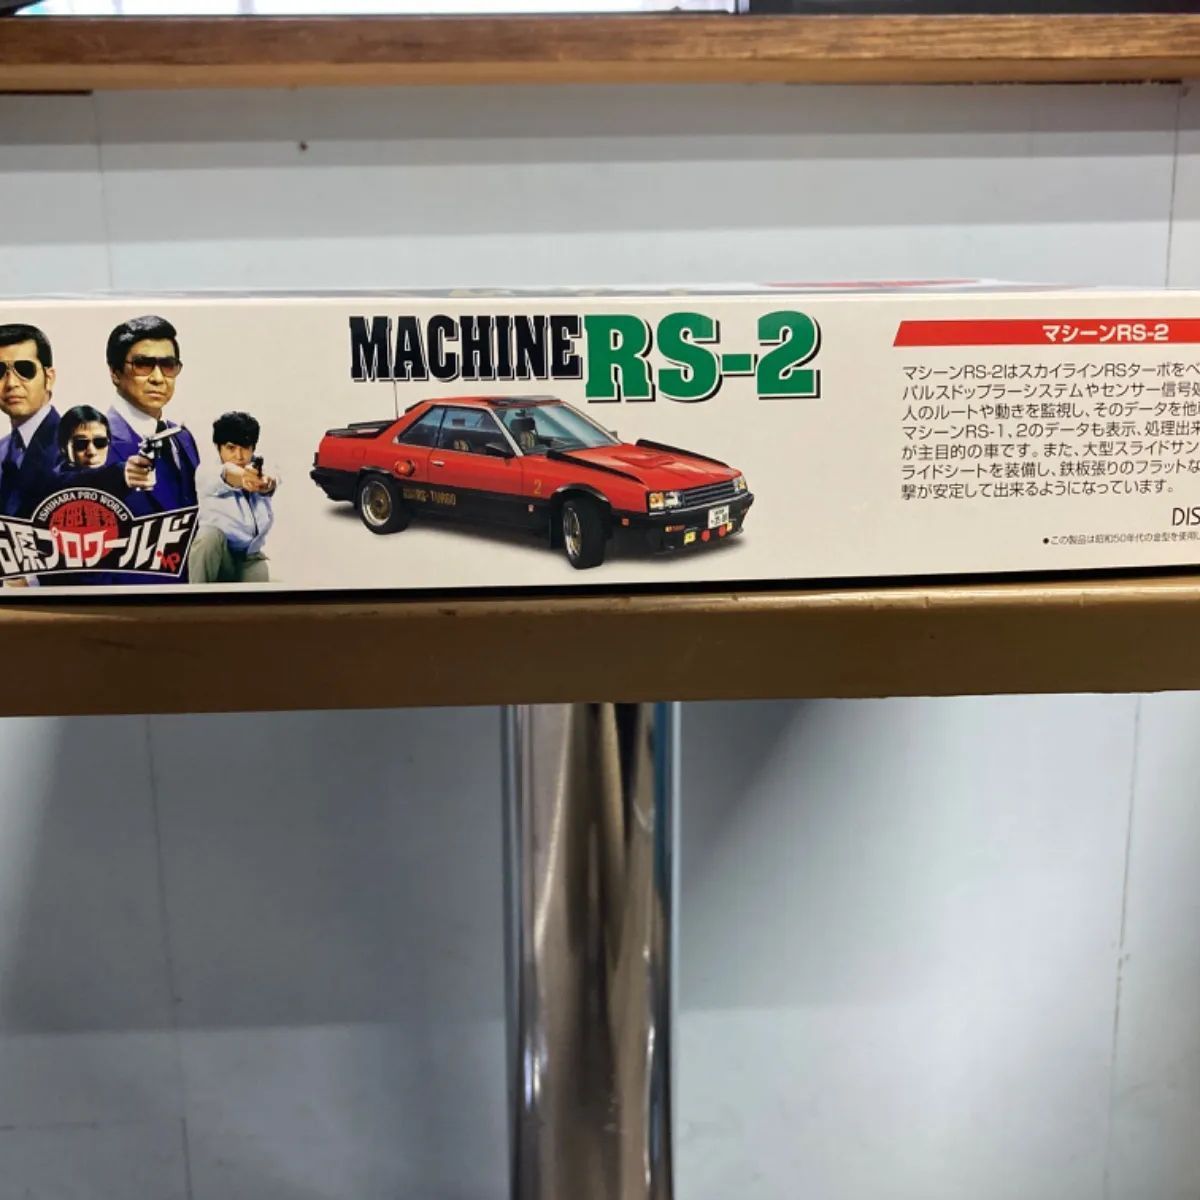 MACHINE RS-2
ISHIHARA PRO WORLD
西部警察
石原プロワールド
RS-TURBO
2
マシーンRS-2
マシーンRS-2はスカイラインRSターボをベ
パルスドップラーシステムやセンサー信号処
人のルートや動きを監視し、そのデータを他
マシーンRS-1、2のデータも表示、処理出来
が主目的の車です。また、大型スライドサン
ライドシートを装備し、鉄板張りのフラットな
撃が安定して出来るようになっています。
DIS
●この製品は昭和50年代の金型を使用し